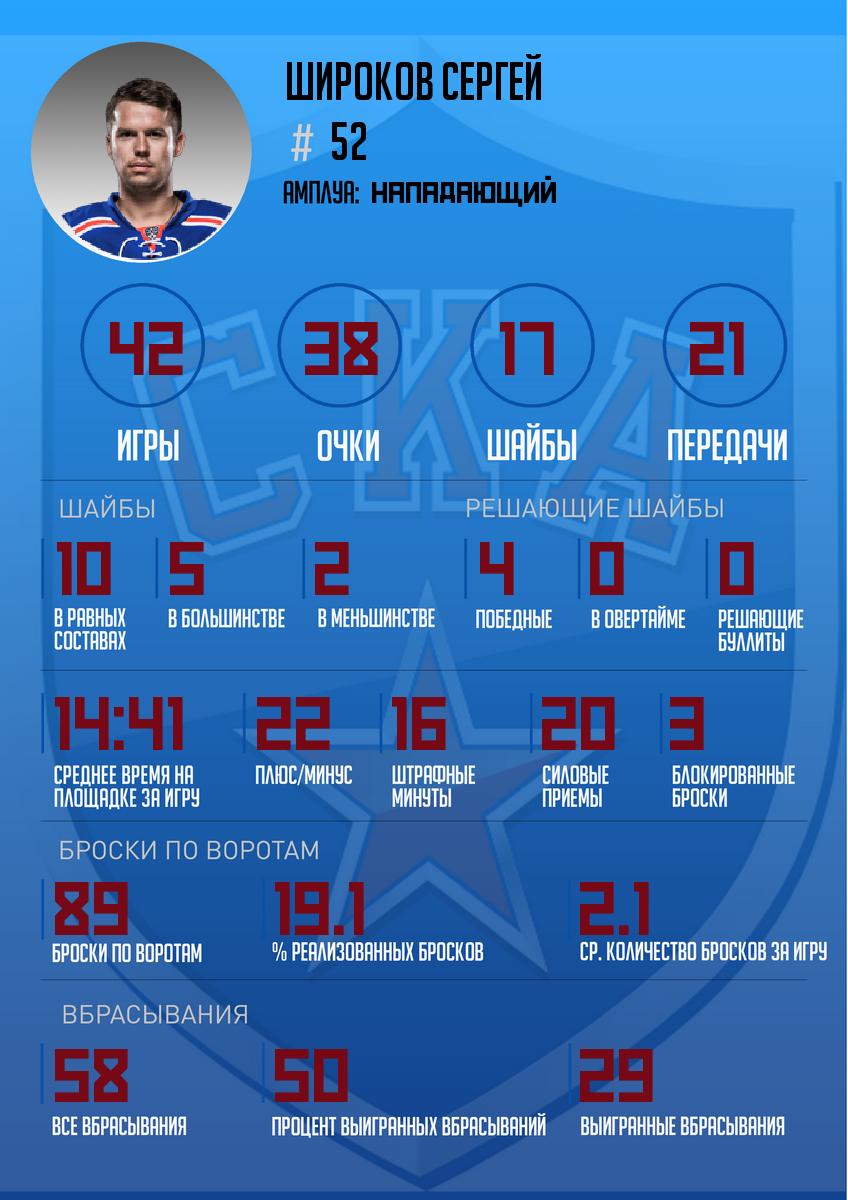 ШИРОКОВ СЕРГЕЙ
# 52
АМПЛУА: НАПАДАЮЩИЙ
42 38 17 21
ИГРЫ ОЧКИ ШАЙБЫ ПЕРЕДАЧИ
СКА
ШАЙБЫ РЕШАЮЩИЕ ШАЙБЫ
10 5 2 4 0 0
В РАВНЫХ В БОЛЬШИНСТВЕ В МЕНЬШИНСТВЕ ПОБЕДНЫЕ В ОВЕРТАЙМЕ РЕШАЮЩИЕ
СОСТАВАХ БУЛЛИТЫ
14:41 22 16 20 3
СРЕДНЕЕ ВРЕМЯ НА ПЛЮС/МИНУС ШТРАФНЫЕ СИЛОВЫЕ БЛОКИРОВАННЫЕ
ПЛОЩАДКЕ ЗА ИГРУ МИНУТЫ ПРИЕМЫ БРОСКИ
БРОСКИ ПО ВОРОТАМ
89 19.1 2.1
БРОСКИ ПО ВОРОТАМ % РЕАЛИЗОВАННЫХ БРОСКОВ СР. КОЛИЧЕСТВО БРОСКОВ ЗА ИГРУ
ВБРАСЫВАНИЯ
58 50 29
ВСЕ ВБРАСЫВАНИЯ ПРОЦЕНТ ВЫИГРАННЫХ ВБРАСЫВАНИЙ ВЫИГРАННЫЕ ВБРАСЫВАНИЯ